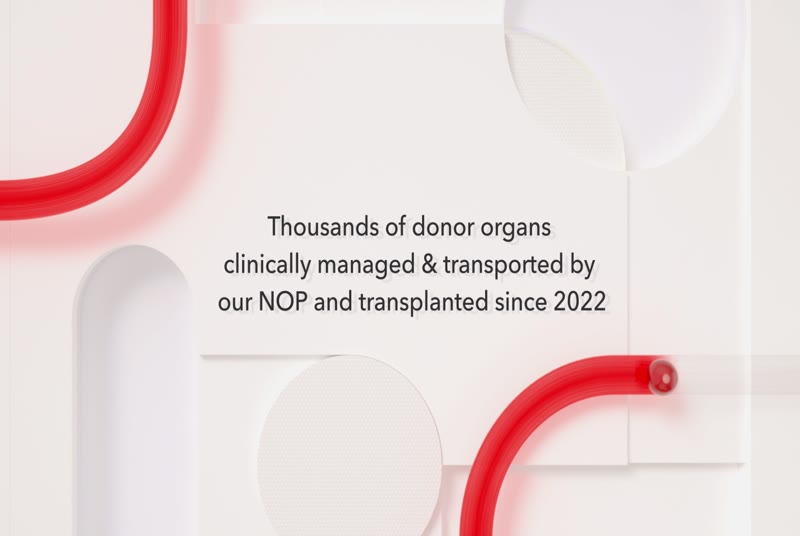 Thousands of donor organs
clinically managed & transported by
our NOP and transplanted since 2022